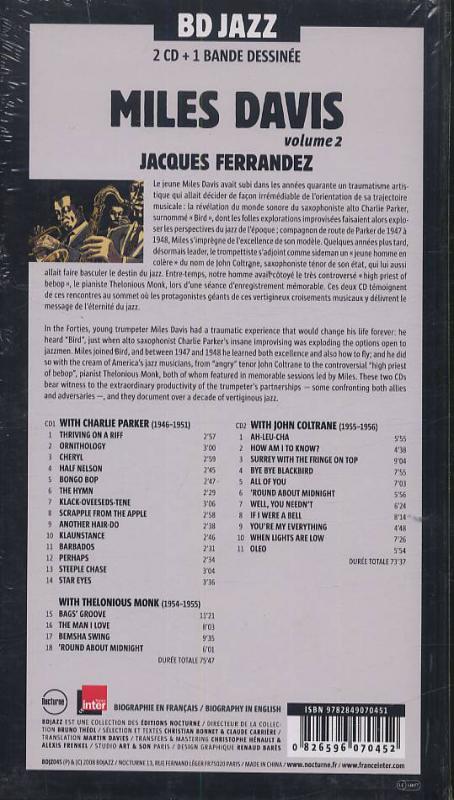 BD JAZZ
2 CD + 1 BANDE DESSINÉE
MILES DAVIS
volume 2
JACQUES FERRANDEZ
Le jeune Miles Davis avait subi dans les années quarante un traumatisme artis-
tique qui allait décider de façon irrémédiable de l'orientation de sa trajectoire
musicale : la révélation du monde sonore du saxophoniste alto Charlie Parker,
surnommé « Bird », dont les folles explorations improvisées faisaient alors explo-
ser les perspectives du jazz de l'époque ; compagnon de route de Parker de 1947 à
1948, Miles s'imprègne de l'excellence de son modèle. Quelques années plus tard,
désormais leader, le trompettiste s'adjoint comme sideman un « jeune homme en
colère » du nom de John Coltrane, saxophoniste ténor de son état, qui lui aussi
allait faire basculer le destin du jazz. Entre-temps, notre homme avait côtoyé le très controversé « high priest of
bebop », le pianiste Thelonious Monk, lors d'une séance d'enregistrement mémorable. Ces deux CD témoignent
de ces rencontres au sommet où les protagonistes géants de ces vertigineux croisements musicaux y délivrent le
message de l'éternité du jazz.
In the Forties, young trumpeter Miles Davis had a traumatic experience that would change his life forever: he
heard "Bird", just when alto saxophonist Charlie Parker's insane improvising was exploding the options open to
jazzmen. Miles joined Bird, and between 1947 and 1948 he learned both excellence and also how to fly; and he did
so with the cream of America's jazz musicians, from "angry" tenor John Coltrane to the controversial "high priest
of bebop", pianist Thelonious Monk, both of whom featured in memorable sessions led by Miles. These two CDs
bear witness to the extraordinary productivity of the trumpeter's partnerships — some confronting both allies
and adversaries —, and they document over a decade of vertiginous jazz.
CD1 WITH CHARLIE PARKER (1946-1951)
1 THRIVING ON A RIFF 2'57
2 ORNITHOLOGY 3'00
3 CHERYL 2'59
4 HALF NELSON 2'45
5 BONGO BOP 2'47
6 THE HYMN 2'29
7 KLACK-OVEESEDS-TENE 3'06
8 SCRAPPLE FROM THE APPLE 2'58
9 ANOTHER HAIR-DO 2'38
10 KLAUNSTANCE 2'46
11 BARBADOS 2'31
12 PERHAPS 2'34
13 STEEPLE CHASE 3'04
14 STAR EYES 3'36
WITH THELONIOUS MONK (1954-1955)
15 BAGS' GROOVE 11'21
16 THE MAN I LOVE 8'03
17 BEMSHA SWING 9'35
18 'ROUND ABOUT MIDNIGHT 6'01
DURÉE TOTALE 75'47
CD2 WITH JOHN COLTRANE (1955-1956)
1 AH-LEU-CHA 5'55
2 HOW AM I TO KNOW? 4'38
3 SURREY WITH THE FRINGE ON TOP 9'04
4 BYE BYE BLACKBIRD 7'55
5 ALL OF YOU 7'03
6 'ROUND ABOUT MIDNIGHT 5'56
7 WELL, YOU NEEDN'T 6'24
8 IF I WERE A BELL 8'14
9 YOU'RE MY EVERYTHING 4'48
10 WHEN LIGHTS ARE LOW 7'26
11 OLEO 5'54
DURÉE TOTALE 73'37
Nocturne
inter
BIOGRAPHIE EN FRANÇAIS / BIOGRAPHY IN ENGLISH
BDJAZZ EST UNE COLLECTION DES ÉDITIONS NOCTURNE / DIRECTEUR DE LA COLLEC-
TION BRUNO THÉOL / SÉLECTION ET TEXTES CHRISTIAN BONNET & CLAUDE CARRIÈRE /
TRANSLATION MARTIN DAVIES / TRANSFERS & MASTERING CHRISTOPHE HÉNAULT &
ALEXIS FRENKEL / STUDIO ART & SON PARIS / DESIGN GRAPHIQUE RENAUD BARÈS
BDJZ045 (P) & (C) 2008 BDJAZZ / NOCTURNE 13, RUE FERNAND LÉGER FR75020 PARIS / MADE IN CHINA / www.nocturne.fr / www.franceinter.com
ISBN 9782849070451
0 826596 070452